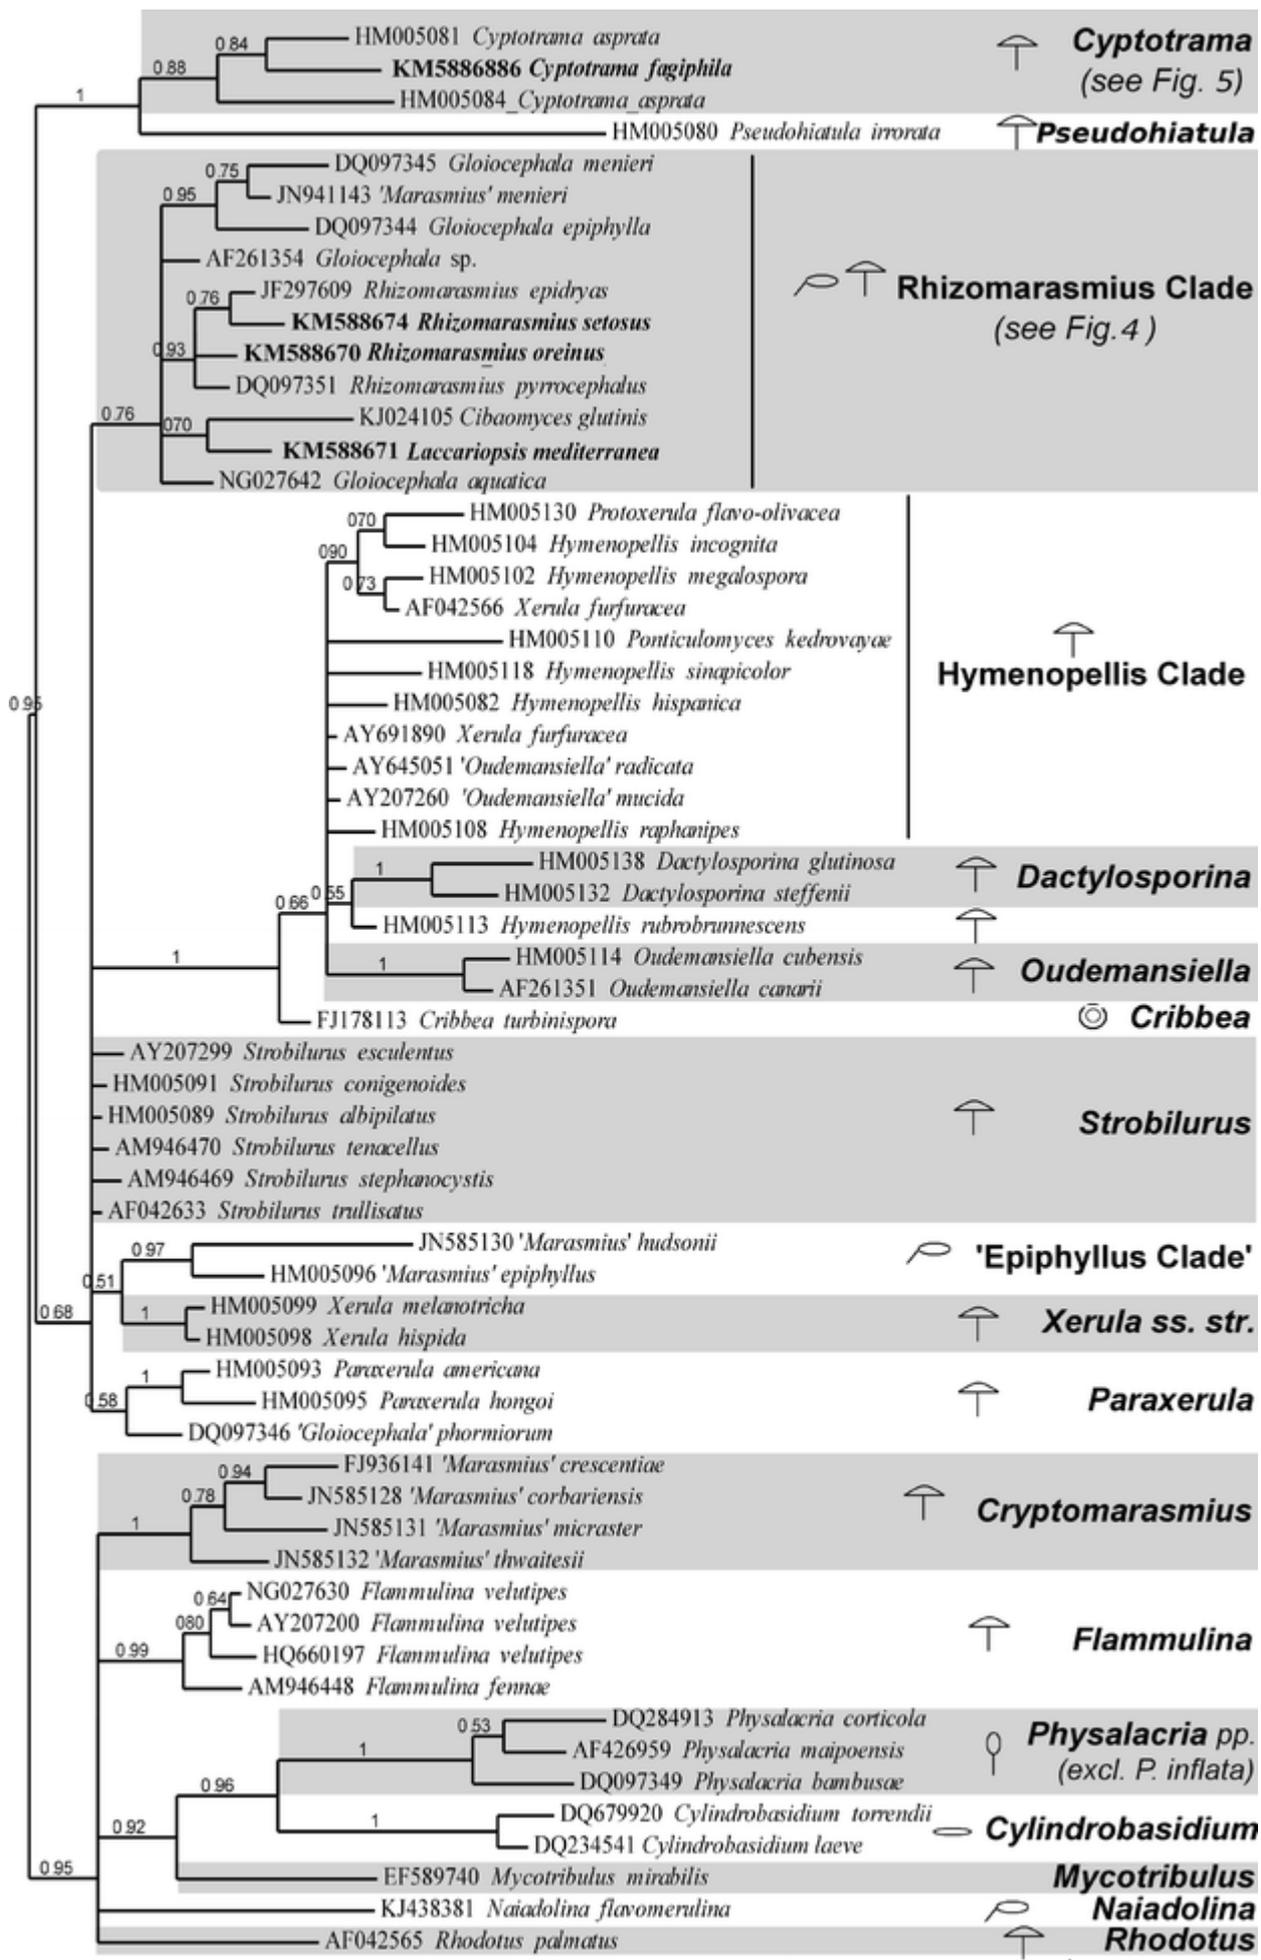 HM005081 Cyptotrama asprata
0.84
Cyptotrama
0.88
KM5886886 Cyptotrama fagiphila
(see Fig. 5)
1
HM005084_Cyptotrama_asprata
HM005080 Pseudohiatula irrorata
Pseudohiatula
DQ097345 Gloiocephala menieri
0.75
JN941143 'Marasmius' menieri
0.95
DQ097344 Gloiocephala epiphylla
AF261354 Gloiocephala sp.
JF297609 Rhizomarasmius epidryas
Rhizomarasmius Clade
0.76
KM588674 Rhizomarasmius setosus
(see Fig.4 )
KM588670 Rhizomarasmius oreinus
0.93
DQ097351 Rhizomarasmius pyrrocephalus
0.76
KJ024105 Cibaomyces glutinis
070
KM588671 Laccariopsis mediterranea
NG027642 Gloiocephala aquatica
HM005130 Protoxerula flavo-olivacea
070
HM005104 Hymenopellis incognita
090
HM005102 Hymenopellis megalospora
0.73
AF042566 Xerula furfuracea
HM005110 Ponticulomyces kedrovayae
HM005118 Hymenopellis sinapicolor
Hymenopellis Clade
HM005082 Hymenopellis hispanica
0.95
AY691890 Xerula furfuracea
AY645051 'Oudemansiella' radicata
AY207260 'Oudemansiella' mucida
HM005108 Hymenopellis raphanipes
HM005138 Dactylosporina glutinosa
1
Dactylosporina
HM005132 Dactylosporina steffenii
0.66
0.55
HM005113 Hymenopellis rubrobrunnescens
HM005114 Oudemansiella cubensis
1
1
Oudemansiella
AF261351 Oudemansiella canarii
FJ178113 Cribbea turbinispora
Cribbea
AY207299 Strobilurus esculentus
HM005091 Strobilurus conigenoides
HM005089 Strobilurus albipilatus
Strobilurus
AM946470 Strobilurus tenacellus
AM946469 Strobilurus stephanocystis
AF042633 Strobilurus trullisatus
JN585130 'Marasmius' hudsonii
0.97
'Epiphyllus Clade'
HM005096 'Marasmius' epiphyllus
0.51
HM005099 Xerula melanotricha
0.68
1
Xerula ss. str.
HM005098 Xerula hispida
HM005093 Paraxerula americana
1
HM005095 Paraxerula hongoi
Paraxerula
0.58
DQ097346 'Gloiocephala' phormiorum
FJ936141 'Marasmius' crescentiae
0.94
JN585128 'Marasmius' corbariensis
0.78
Cryptomarasmius
1
JN585131 'Marasmius' micraster
JN585132 'Marasmius' thwaitesii
NG027630 Flammulina velutipes
0.64
AY207200 Flammulina velutipes
080
Flammulina
0.99
HQ660197 Flammulina velutipes
AM946448 Flammulina fennae
DQ284913 Physalacria corticola
0.53
Physalacria pp.
1
AF426959 Physalacria maipoensis
(excl. P. inflata)
DQ097349 Physalacria bambusae
0.96
DQ679920 Cylindrobasidium torrendii
1
Cylindrobasidium
0.92
DQ234541 Cylindrobasidium laeve
0.95
EF589740 Mycotribulus mirabilis
Mycotribulus
KJ438381 Naiadolina flavomerulina
Naiadolina
AF042565 Rhodotus palmatus
Rhodotus